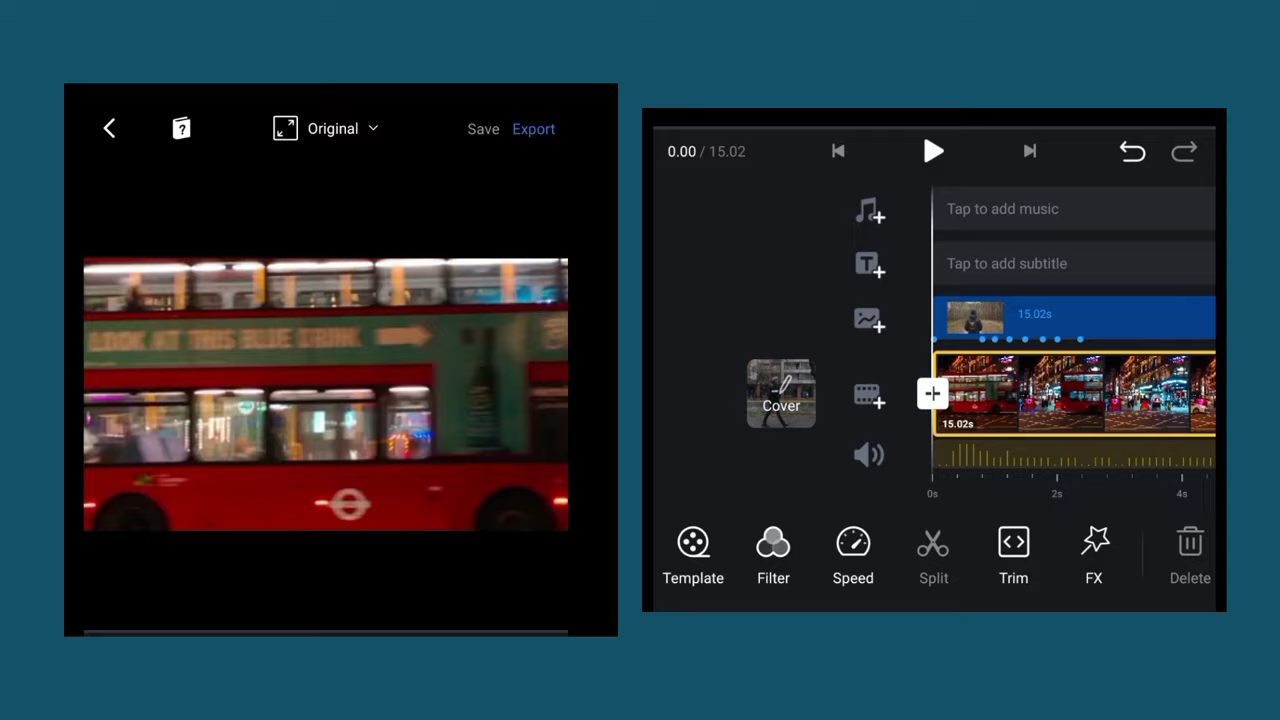 Original
Save Export
LOOK AT THIS BLUE DRINK
0.00 / 15.02
Tap to add music
Tap to add subtitle
15.02s
Cover
15.02s
0s 2s 4s
Template Filter Speed Split Trim FX Delete